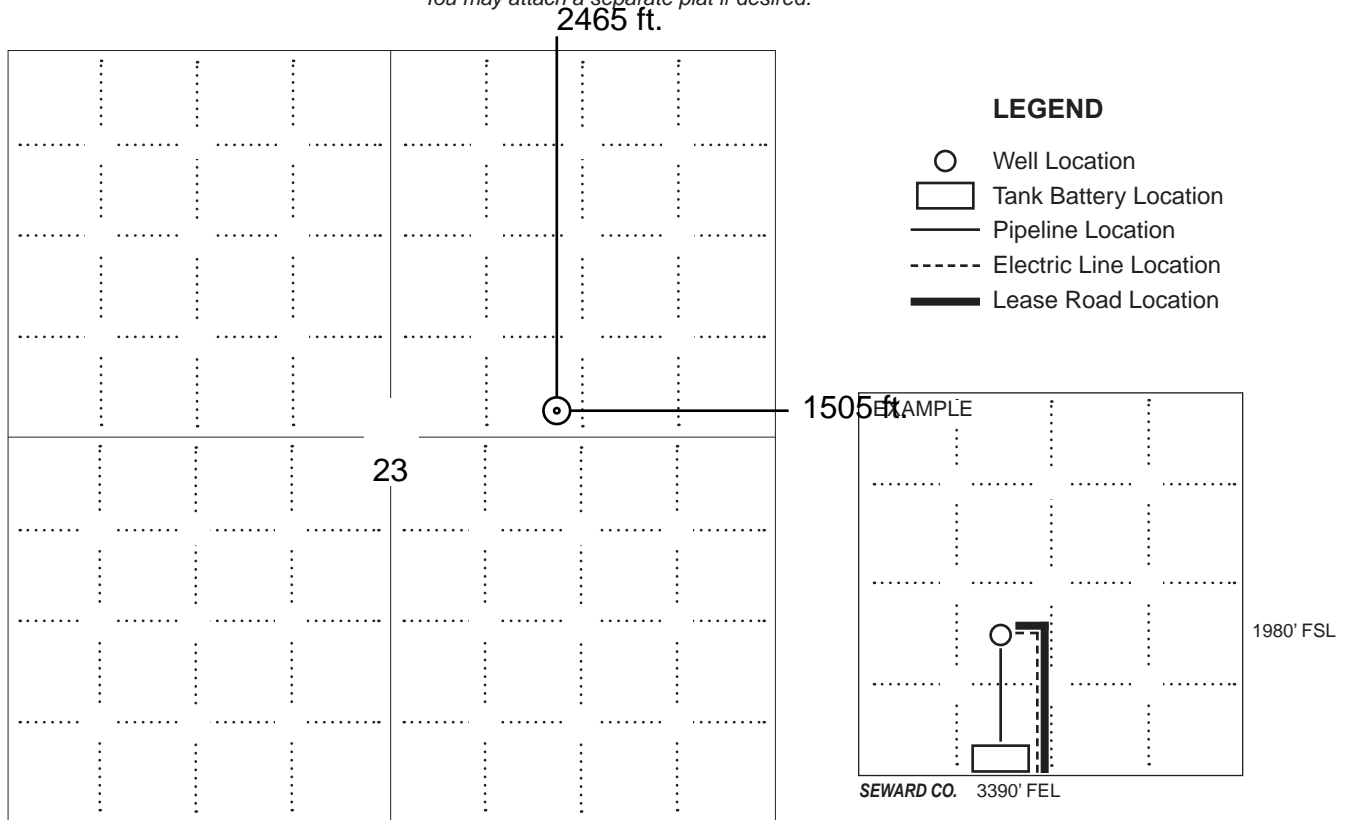 You may attach a separate plat if desired.
2465 ft.
LEGEND
Well Location
Tank Battery Location
Pipeline Location
Electric Line Location
Lease Road Location
1505 ft.
EXAMPLE
23
1980' FSL
SEWARD CO. 3390' FEL